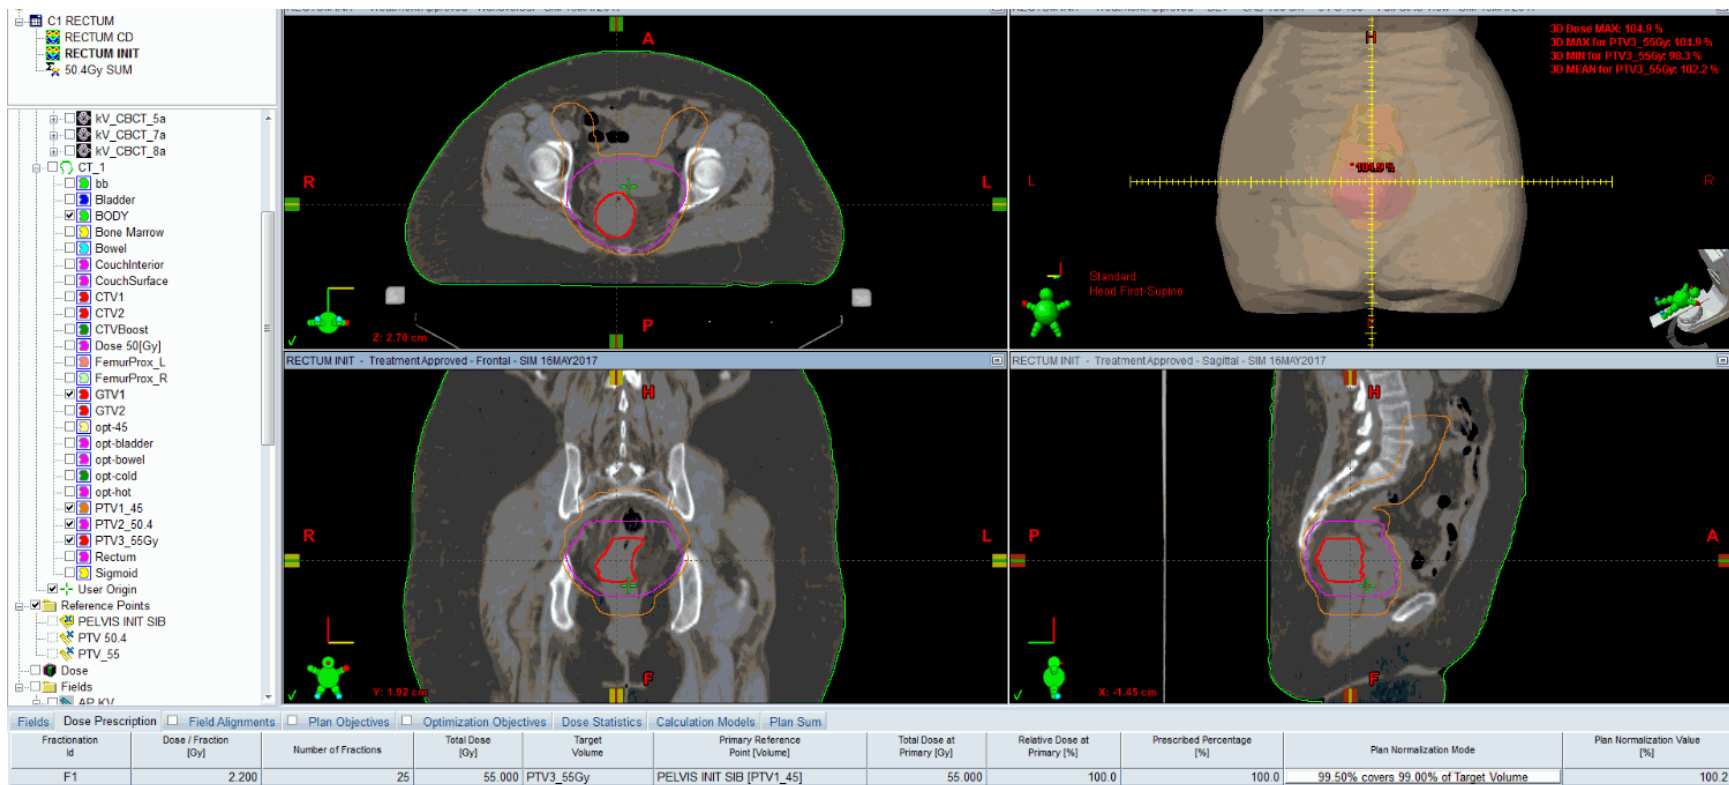 C1 RECTUM
RECTUM CD
RECTUM INIT
50.4Gy SUM
kV_CBCT_5a
kV_CBCT_7a
kV_CBCT_8a
CT_1
bb
Bladder
BODY
Bone Marrow
Bowel
CouchInterior
CouchSurface
CTV1
CTV2
CTVBoost
Dose 50[Gy]
FemurProx_L
FemurProx_R
GTV1
GTV2
opt-45
opt-bladder
opt-bowel
opt-cold
opt-hot
PTV1_45
PTV2_50.4
PTV3_55Gy
Rectum
Sigmoid
User Origin
Reference Points
PELVIS INIT SIB
PTV 50.4
PTV_55
Dose
Fields
AP KV
A
R
L
P
Z: 2.70 cm
3D Dose MAX: 104.9 %
3D MAX for PTV3_55Gy: 104.9 %
3D MIN for PTV3_55Gy: 98.3 %
3D MEAN for PTV3_55Gy: 102.2 %
H
104.9 %
L
R
Standard
Head First-Supine
RECTUM INIT - TreatmentApproved - Frontal - SIM 16MAY2017
H
R
L
F
Y: 1.92 cm
RECTUM INIT - TreatmentApproved - Sagittal - SIM 16MAY2017
H
P
A
F
X: -1.45 cm
Fields Dose Prescription Field Alignments Plan Objectives Optimization Objectives Dose Statistics Calculation Models Plan Sum
Fractionation Id Dose / Fraction [Gy] Number of Fractions Total Dose [Gy] Target Volume Primary Reference Point [Volume] Total Dose at Primary [Gy] Relative Dose at Primary [%] Prescribed Percentage [%] Plan Normalization Mode Plan Normalization Value [%]
F1 2.200 25 55.000 PTV3_55Gy PELVIS INIT SIB [PTV1_45] 55.000 100.0 100.0 99.50% covers 99.00% of Target Volume 100.2